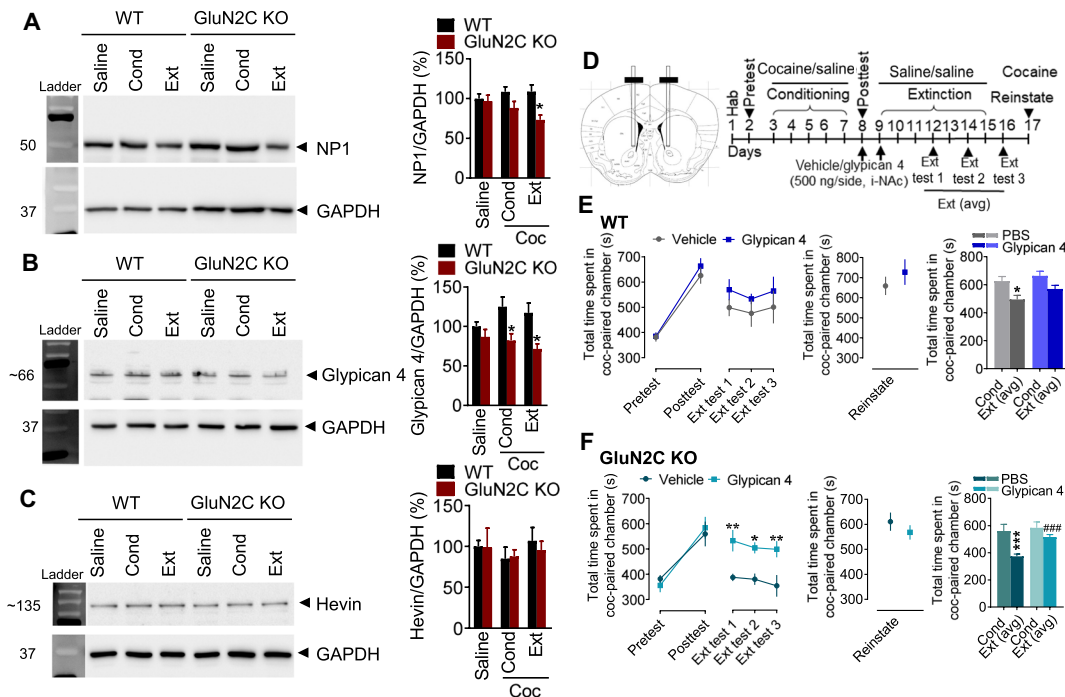 A
WT
GluN2C KO
Saline
Cond
Ext
Saline
Cond
Ext
Ladder
50
NP1
37
GAPDH
WT
GluN2C KO
NP1/GAPDH (%)
200
150
100
50
0
*
Saline
Cond
Ext
Coc
B
WT
GluN2C KO
Saline
Cond
Ext
Saline
Cond
Ext
Ladder
~66
Glypican 4
37
GAPDH
WT
GluN2C KO
Glypican 4/GAPDH (%)
200
150
100
50
0
*
*
Saline
Cond
Ext
Coc
C
WT
GluN2C KO
Saline
Cond
Ext
Saline
Cond
Ext
Ladder
~135
Hevin
37
GAPDH
WT
GluN2C KO
Hevin/GAPDH (%)
150
100
50
0
Saline
Cond
Ext
Coc
D
Hab
Pretest
Cocaine/saline
Conditioning
Posttest
Saline/saline
Extinction
Cocaine
Reinstate
1 2 3 4 5 6 7 8 9 10 11 12 13 14 15 16 17
Days
Vehicle/glypican 4
(500 ng/side, i-NAc)
Ext test 1
Ext test 2
Ext test 3
Ext (avg)
E
WT
Vehicle
Glypican 4
Total time spent in
coc-paired chamber (s)
700
600
500
400
300
Pretest
Posttest
Ext test 1
Ext test 2
Ext test 3
Total time spent in
coc-paired chamber (s)
800
700
600
500
400
300
Reinstate
PBS
Glypican 4
Total time spent in
coc-paired chamber (s)
800
600
400
200
0
*
Cond
Ext (avg)
Cond
Ext (avg)
F
GluN2C KO
Vehicle
Glypican 4
Total time spent in
coc-paired chamber (s)
700
600
500
400
300
**
*
**
Pretest
Posttest
Ext test 1
Ext test 2
Ext test 3
Total time spent in
coc-paired chamber (s)
700
600
500
400
300
Reinstate
PBS
Glypican 4
Total time spent in
coc-paired chamber (s)
800
600
400
200
0
***
###
Cond
Ext (avg)
Cond
Ext (avg)